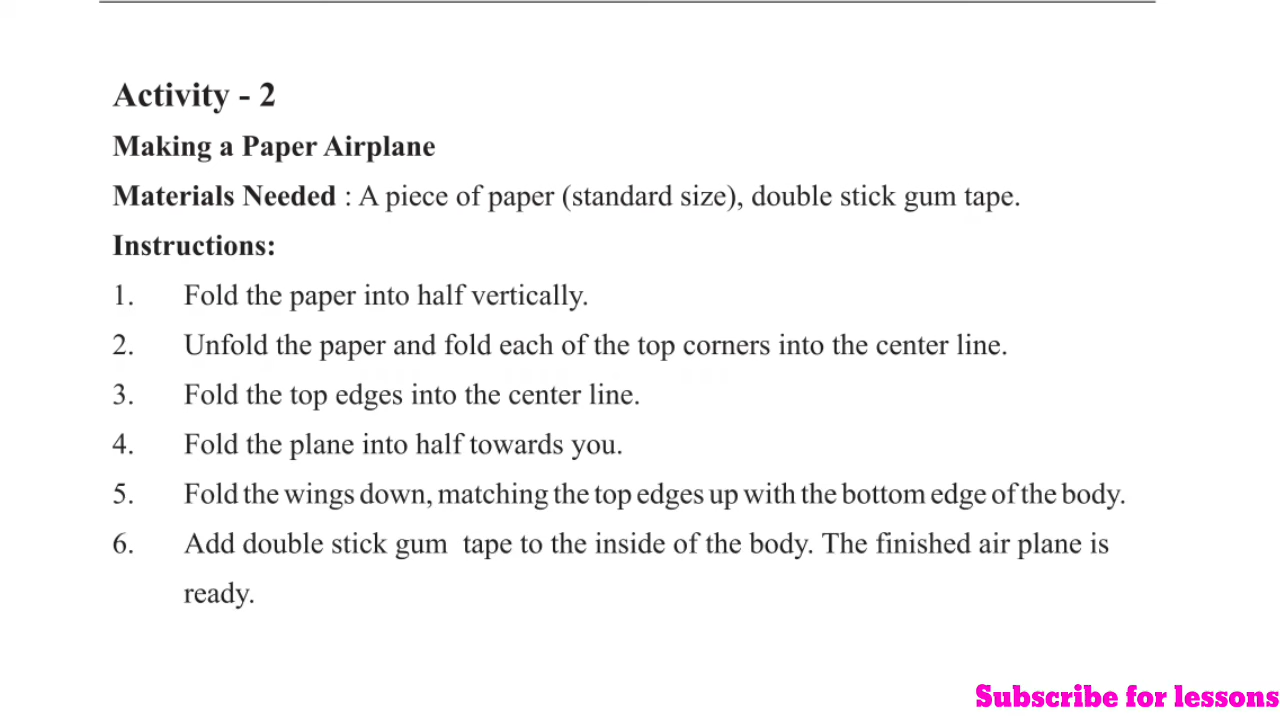 Activity - 2
Making a Paper Airplane
Materials Needed : A piece of paper (standard size), double stick gum tape.
Instructions:
1. Fold the paper into half vertically.
2. Unfold the paper and fold each of the top corners into the center line.
3. Fold the top edges into the center line.
4. Fold the plane into half towards you.
5. Fold the wings down, matching the top edges up with the bottom edge of the body.
6. Add double stick gum tape to the inside of the body. The finished air plane is
ready.
Subscribe for lessons